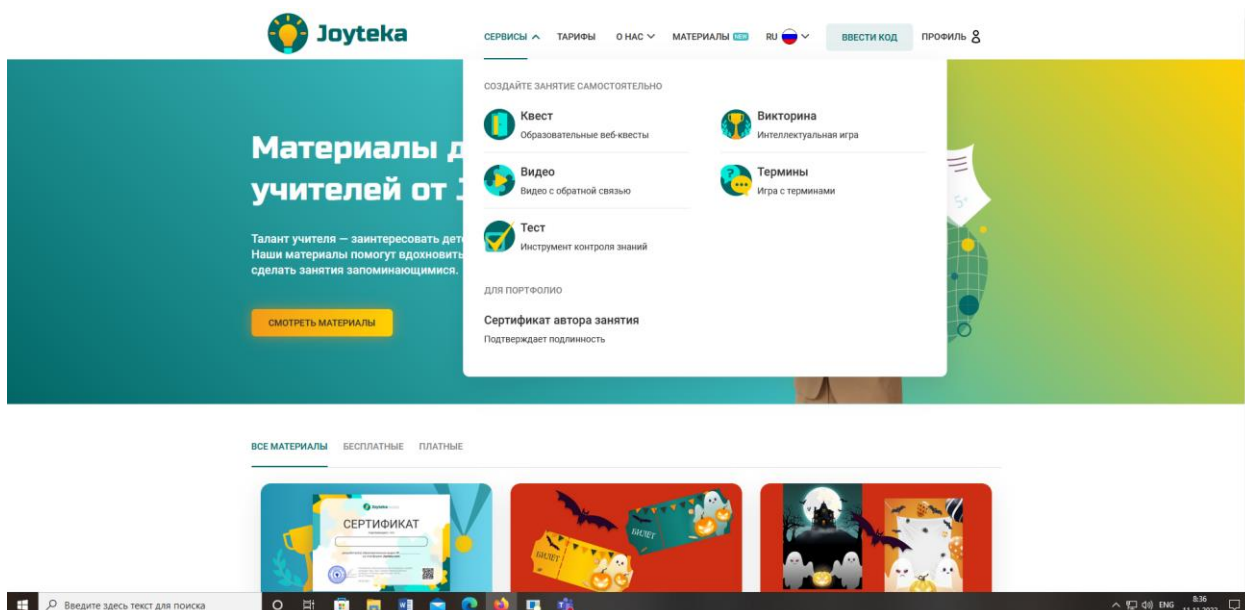 Joyteka
СЕРВИСЫ ТАРИФЫ О НАС МАТЕРИАЛЫ NEW RU ВВЕСТИ КОД ПРОФИЛЬ
СОЗДАЙТЕ ЗАНЯТИЕ САМОСТОЯТЕЛЬНО
Квест
Образовательные веб-квесты
Викторина
Интеллектуальная игра
Видео
Видео с обратной связью
Термины
Игра с терминами
Тест
Инструмент контроля знаний
ДЛЯ ПОРТФОЛИО
Сертификат автора занятия
Подтверждает подлинность
Материалы д
учителей от J
Талант учителя — заинтересовать дет
Наши материалы помогут вдохновить
сделать занятия запоминающимися.
СМОТРЕТЬ МАТЕРИАЛЫ
5+
ВСЕ МАТЕРИАЛЫ БЕСПЛАТНЫЕ ПЛАТНЫЕ
Joyteka
СЕРТИФИКАТ
БИЛЕТ
БИЛЕТ
Введите здесь текст для поиска
ENG
8:36